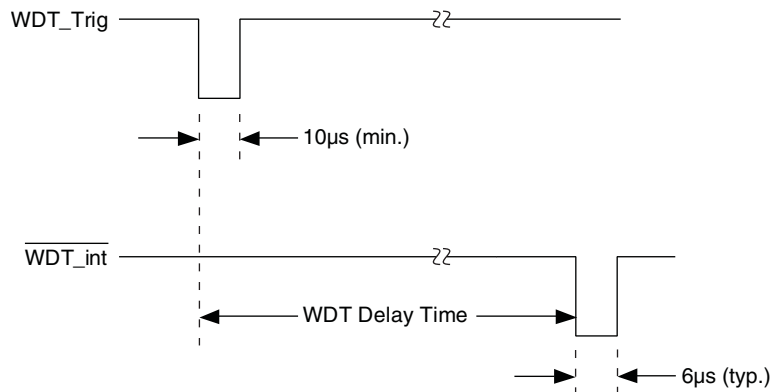 WDT_Trig
10µs (min.)
WDT_int
WDT Delay Time
6µs (typ.)